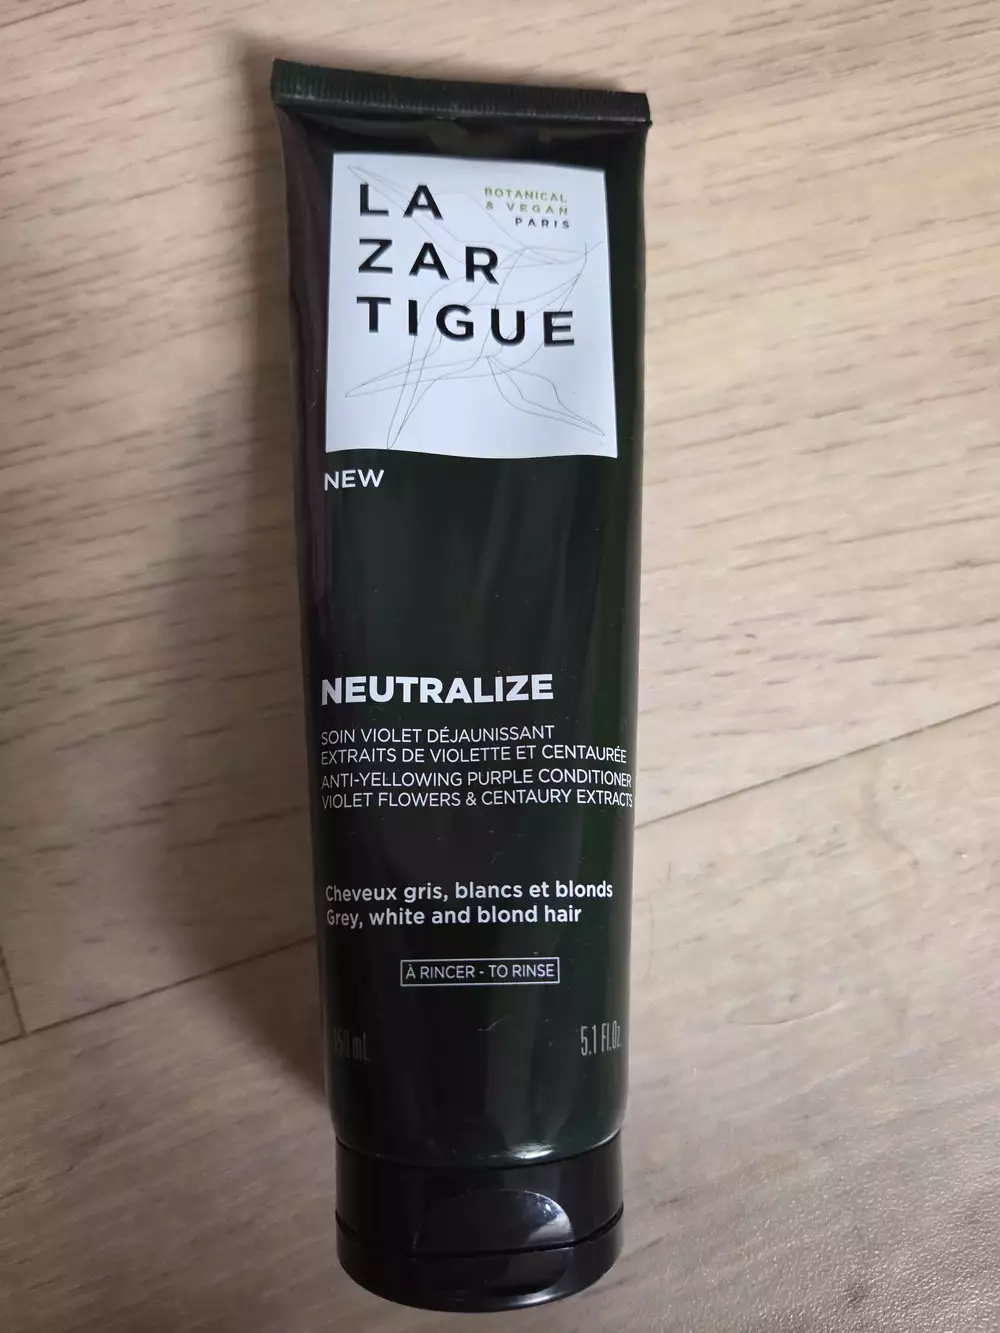 LA
BOTANICAL
& VEGAN
PARIS
ZAR
TIGUE
NEW
NEUTRALIZE
SOIN VIOLET DÉJAUNISSANT
EXTRAITS DE VIOLETTE ET CENTAURÉE
ANTI-YELLOWING PURPLE CONDITIONER
VIOLET FLOWERS & CENTAURY EXTRACTS
Cheveux gris, blancs et blonds
Grey, white and blond hair
À RINCER - TO RINSE
150 mL 5.1 Fl.Oz.